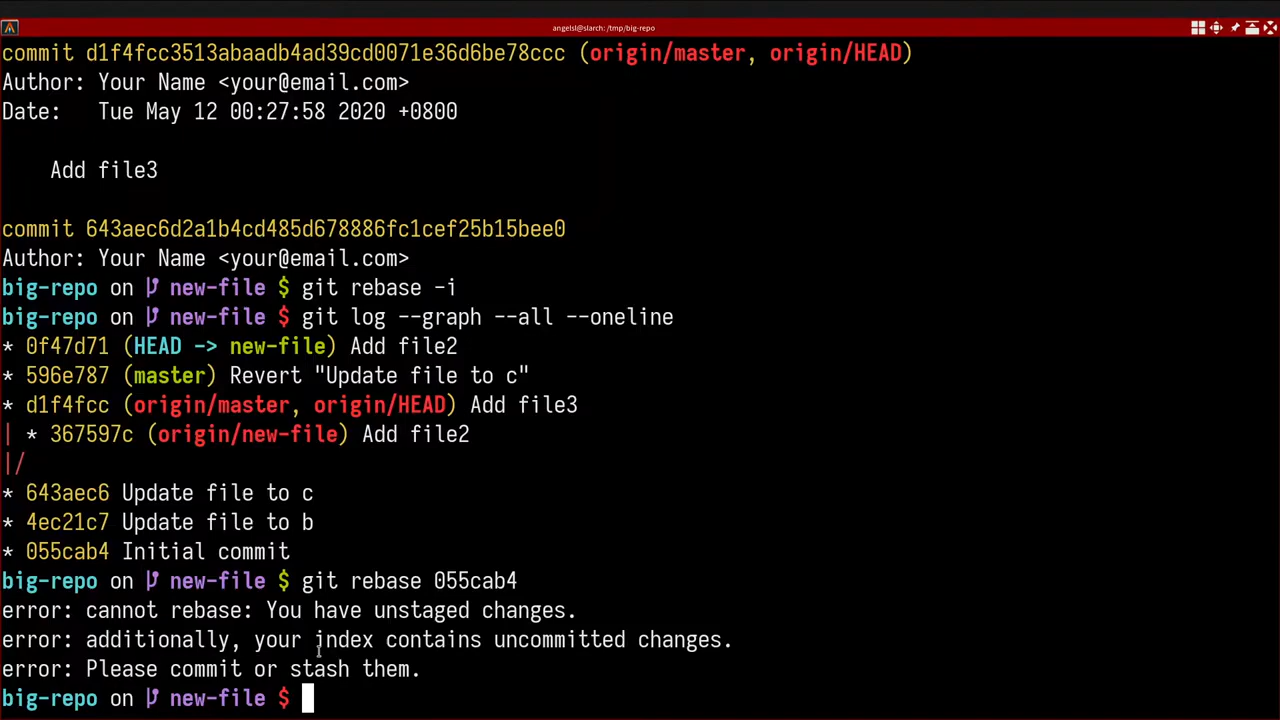 angelsl@slarch: /tmp/big-repo
commit d1f4fcc3513abaadb4ad39cd0071e36d6be78ccc (origin/master, origin/HEAD)
Author: Your Name <your@email.com>
Date:   Tue May 12 00:27:58 2020 +0800
Add file3
commit 643aec6d2a1b4cd485d678886fc1cef25b15bee0
Author: Your Name <your@email.com>
big-repo on new-file $ git rebase -i
big-repo on new-file $ git log --graph --all --oneline
* 0f47d71 (HEAD -> new-file) Add file2
* 596e787 (master) Revert "Update file to c"
* d1f4fcc (origin/master, origin/HEAD) Add file3
| * 367597c (origin/new-file) Add file2
|/
* 643aec6 Update file to c
* 4ec21c7 Update file to b
* 055cab4 Initial commit
big-repo on new-file $ git rebase 055cab4
error: cannot rebase: You have unstaged changes.
error: additionally, your index contains uncommitted changes.
error: Please commit or stash them.
big-repo on new-file $